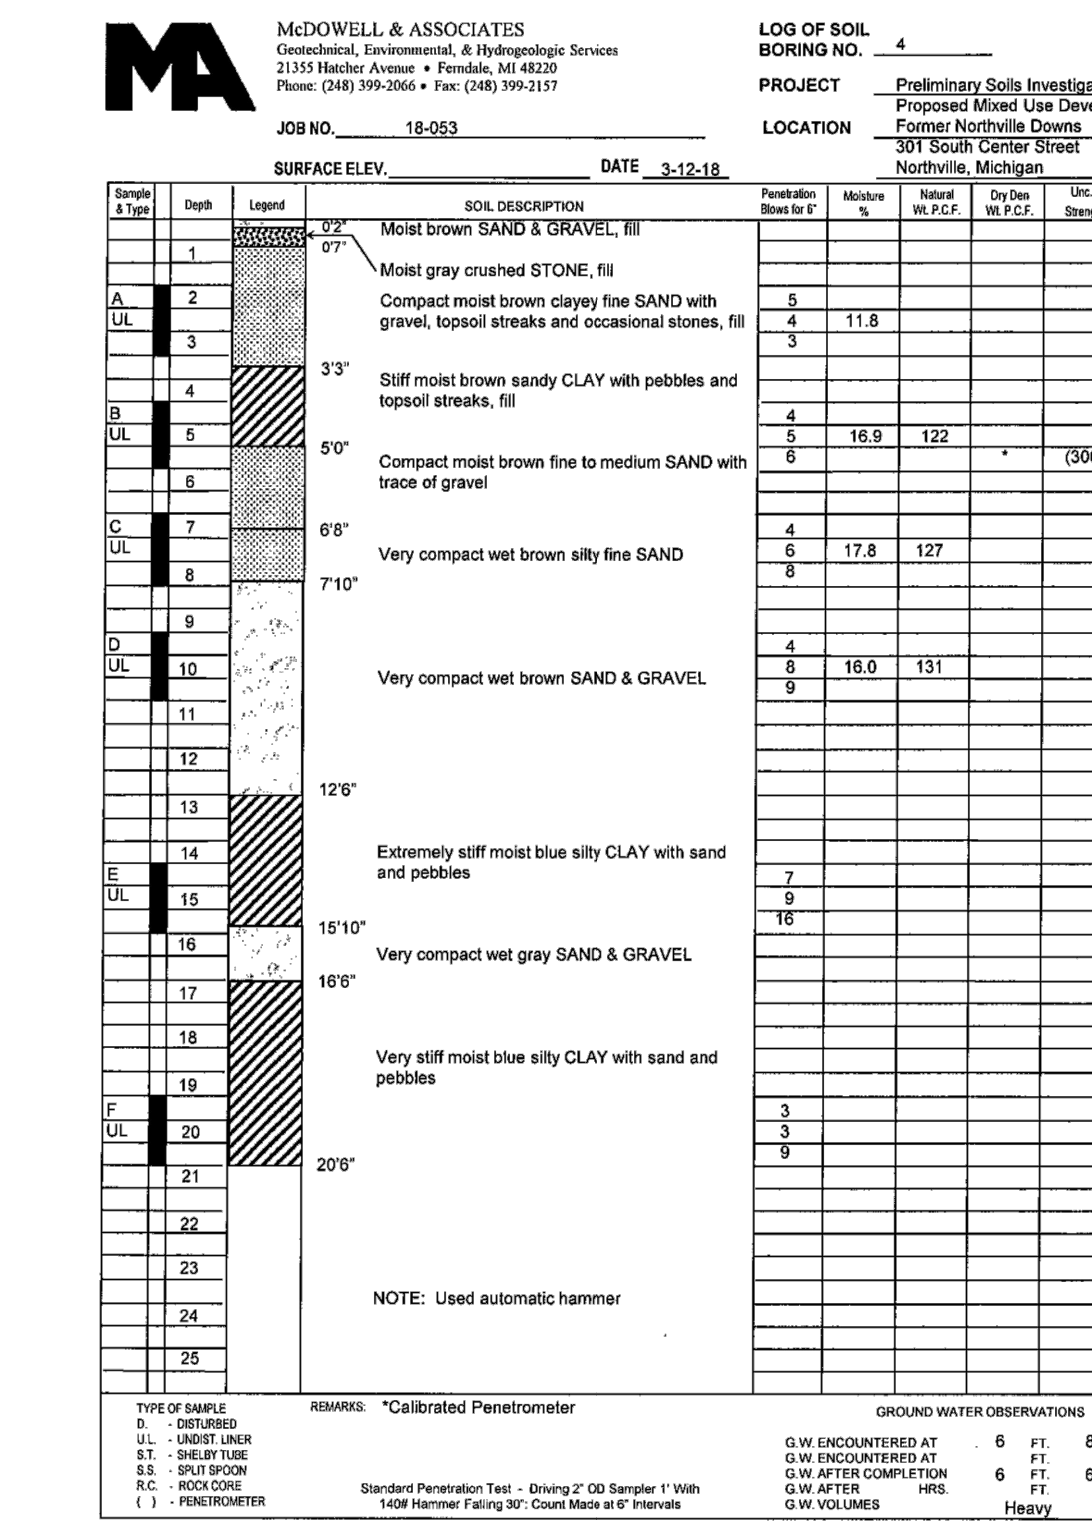 MA
McDOWELL & ASSOCIATES
Geotechnical, Environmental, & Hydrogeologic Services
21355 Hatcher Avenue • Ferndale, MI 48220
Phone: (248) 399-2066 • Fax: (248) 399-2157
JOB NO. 18-053
SURFACE ELEV. DATE 3-12-18
LOG OF SOIL
BORING NO. 4
PROJECT Preliminary Soils Investiga
Proposed Mixed Use Deve
LOCATION Former Northville Downs
301 South Center Street
Northville, Michigan
Sample & Type Depth Legend SOIL DESCRIPTION Penetration Blows for 6" Moisture % Natural Wt. P.C.F. Dry Den Wt. P.C.F. Unc. Streng
0'2" Moist brown SAND & GRAVEL, fill
0'7"
1
Moist gray crushed STONE, fill
A 2 Compact moist brown clayey fine SAND with 5
UL gravel, topsoil streaks and occasional stones, fill 4 11.8
3 3
3'3"
4 Stiff moist brown sandy CLAY with pebbles and
topsoil streaks, fill
B 4
UL 5 5 16.9 122
5'0" 6 * (30
Compact moist brown fine to medium SAND with
6 trace of gravel
C 7 6'8" 4
UL Very compact wet brown silty fine SAND 6 17.8 127
8 8
7'10"
9
D 4
UL 10 8 16.0 131
Very compact wet brown SAND & GRAVEL 9
11
12
12'6"
13
14 Extremely stiff moist blue silty CLAY with sand
E and pebbles 7
UL 15 9
16
15'10"
16 Very compact wet gray SAND & GRAVEL
16'6"
17
18
Very stiff moist blue silty CLAY with sand and
19 pebbles
F 3
UL 20 3
9
20'6"
21
22
23
NOTE: Used automatic hammer
24
25
TYPE OF SAMPLE
D. - DISTURBED
U.L. - UNDIST. LINER
S.T. - SHELBY TUBE
S.S. - SPLIT SPOON
R.C. - ROCK CORE
( ) - PENETROMETER
REMARKS: *Calibrated Penetrometer
Standard Penetration Test - Driving 2" OD Sampler 1' With
140# Hammer Falling 30": Count Made at 6" Intervals
GROUND WATER OBSERVATIONS
G.W. ENCOUNTERED AT 6 FT. 8
G.W. ENCOUNTERED AT FT.
G.W. AFTER COMPLETION 6 FT. 6
G.W. AFTER HRS. FT.
G.W. VOLUMES Heavy